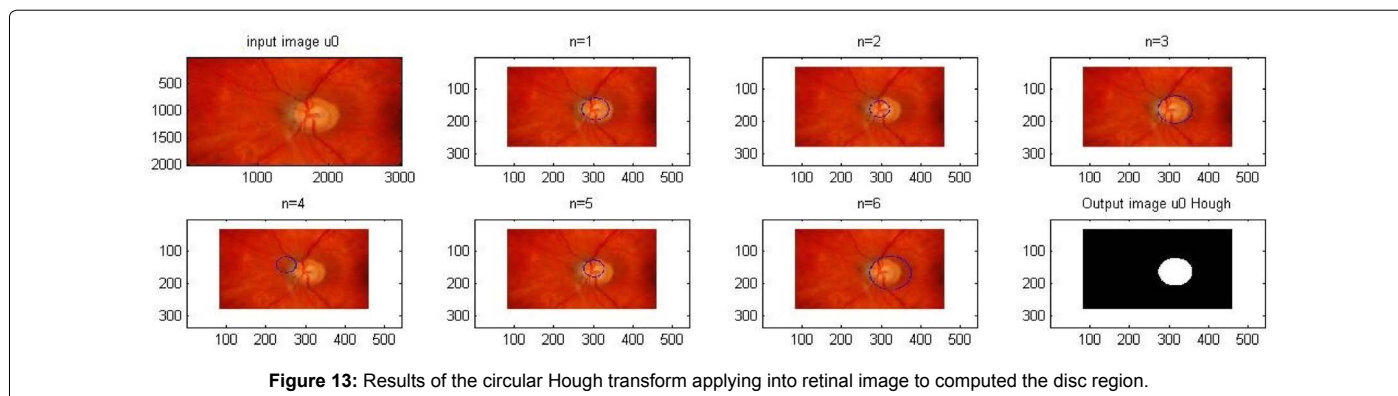 input image u0
n=1
n=2
n=3
500
1000
1500
2000
1000 2000 3000
100
200
300
100 200 300 400 500
100
200
300
100 200 300 400 500
100
200
300
100 200 300 400 500
n=4
n=5
n=6
Output image u0 Hough
100
200
300
100 200 300 400 500
100
200
300
100 200 300 400 500
100
200
300
100 200 300 400 500
100
200
300
100 200 300 400 500
Figure 13: Results of the circular Hough transform applying into retinal image to computed the disc region.